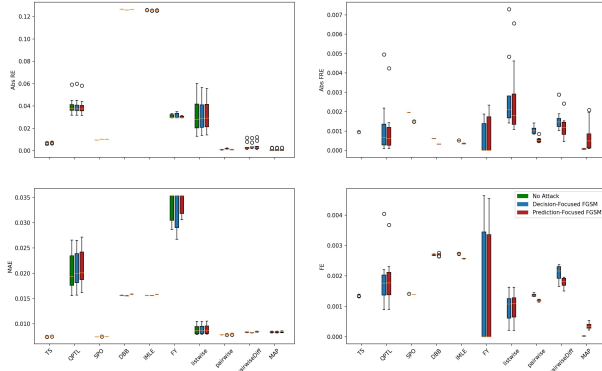 Abs RE
0.12
0.10
0.08
0.06
0.04
0.02
0.00
Abs FRE
0.007
0.006
0.005
0.004
0.003
0.002
0.001
0.000
MAE
0.035
0.030
0.025
0.020
0.015
0.010
TS
QPTL
SPO
DBB
IMLE
FY
listwise
pairwise
pairwiseDiff
MAP
FE
0.004
0.003
0.002
0.001
0.000
No Attack
Decision-Focused FGSM
Prediction-Focused FGSM
TS
QPTL
SPO
DBB
IMLE
FY
listwise
pairwise
pairwiseDiff
MAP